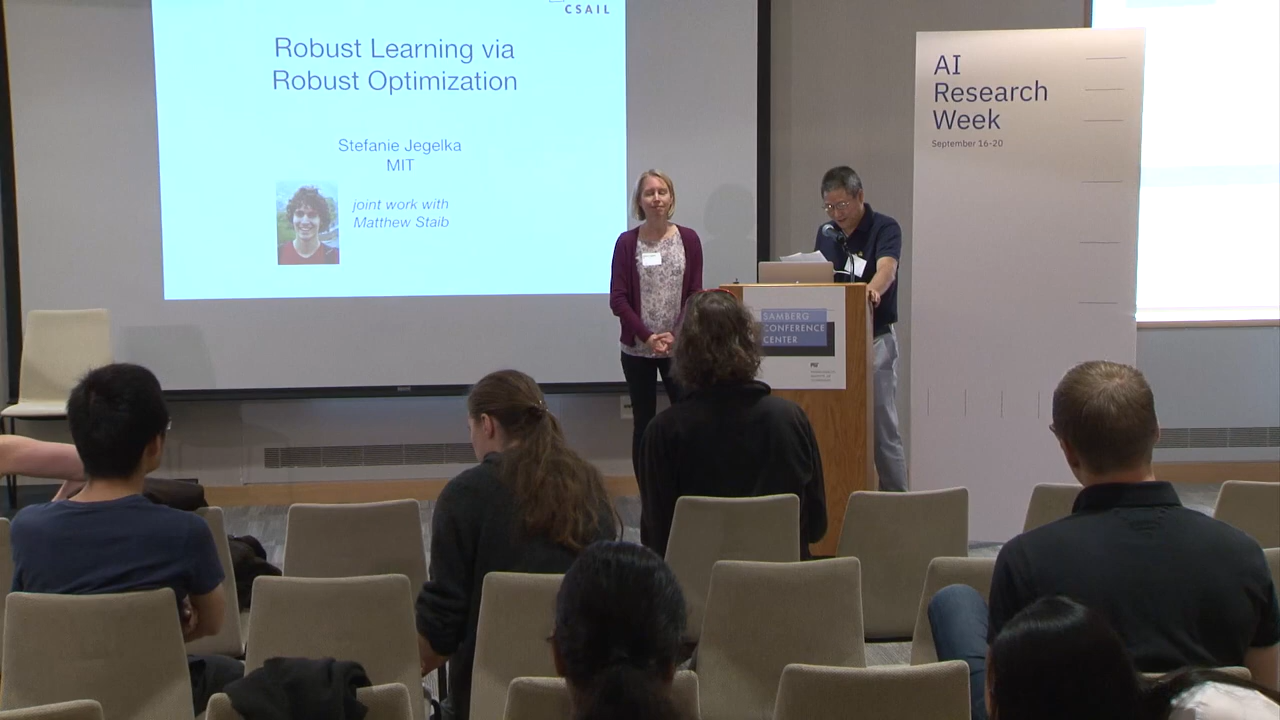 CSAIL
Robust Learning via
Robust Optimization
Stefanie Jegelka
MIT
joint work with
Matthew Staib
AI
Research
Week
September 16-20
SAMBERG
CONFERENCE
CENTER